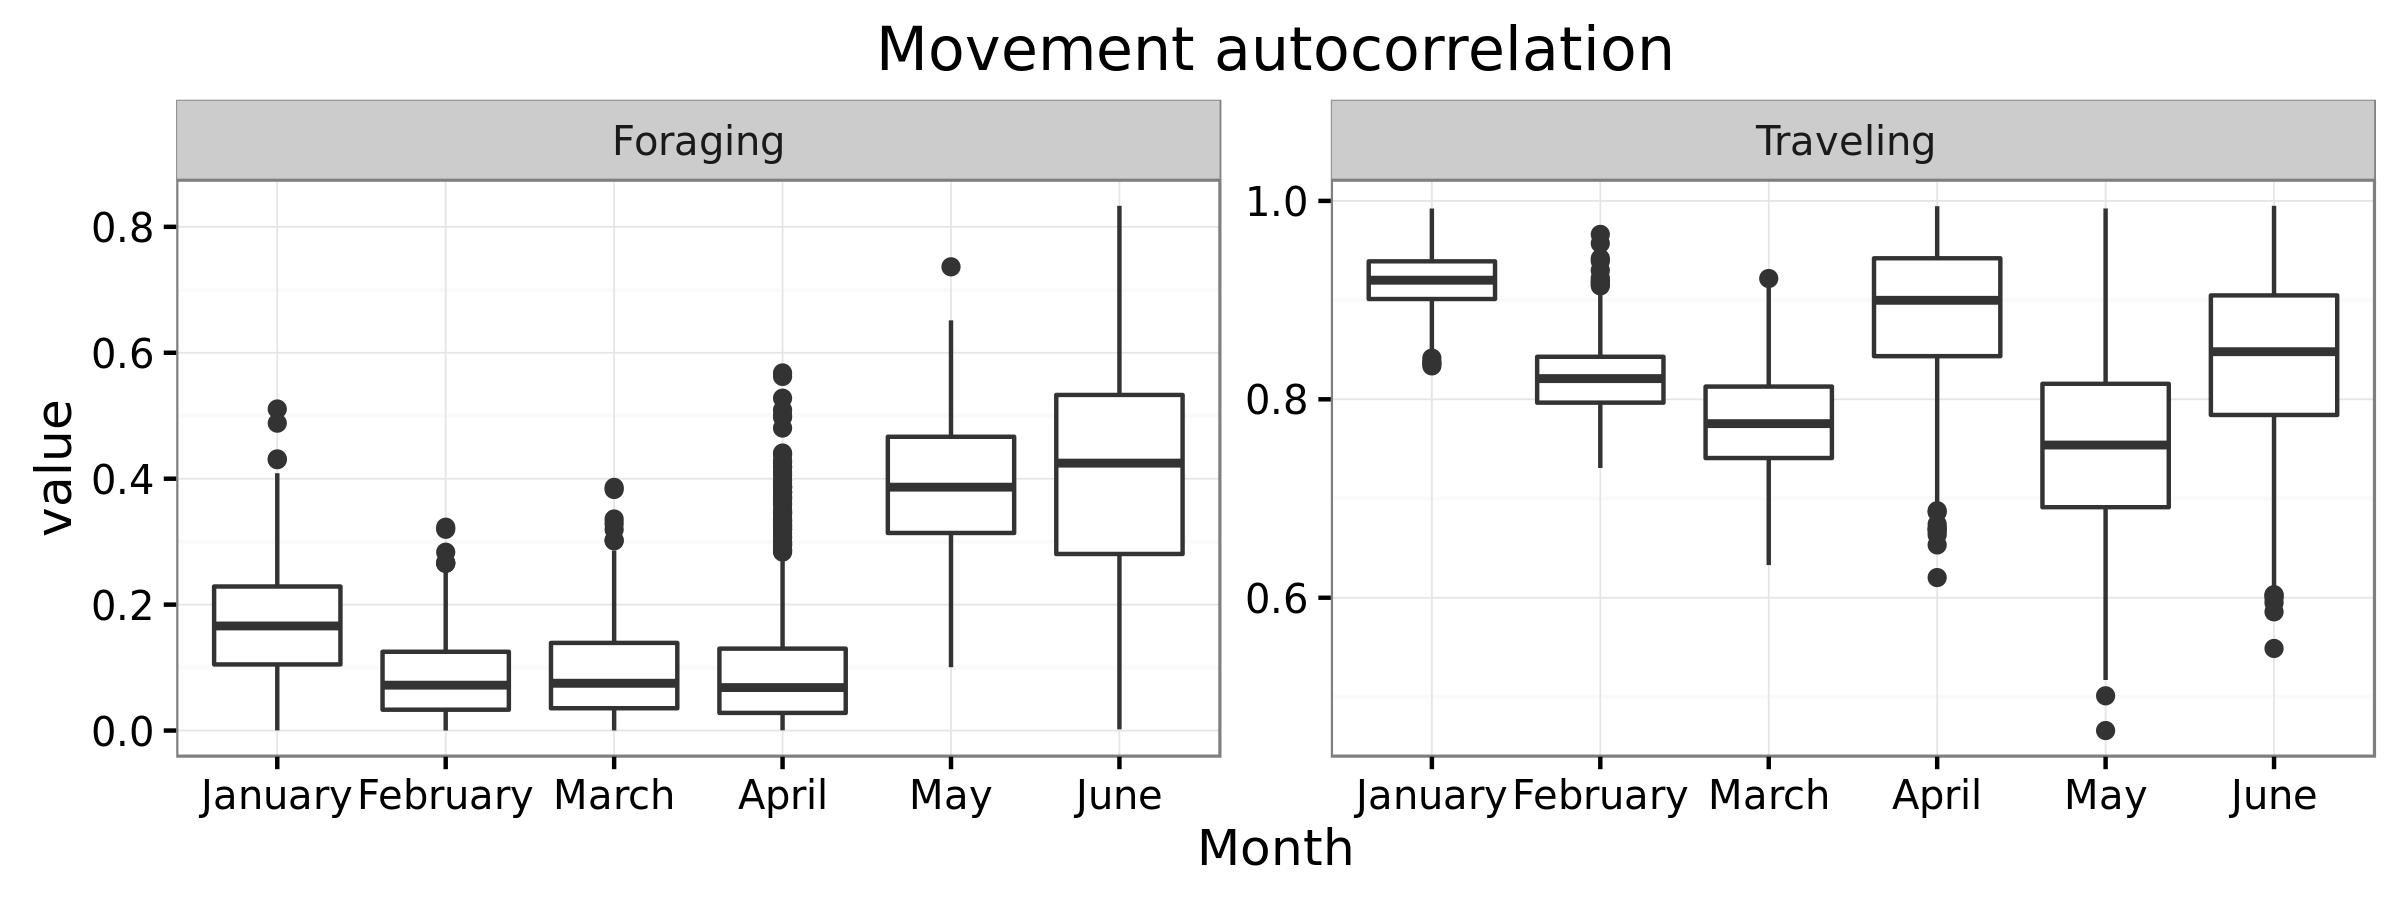 Movement autocorrelation
Foraging
Traveling
value
0.8
0.6
0.4
0.2
0.0
1.0
0.8
0.6
January February March April May June
January February March April May June
Month